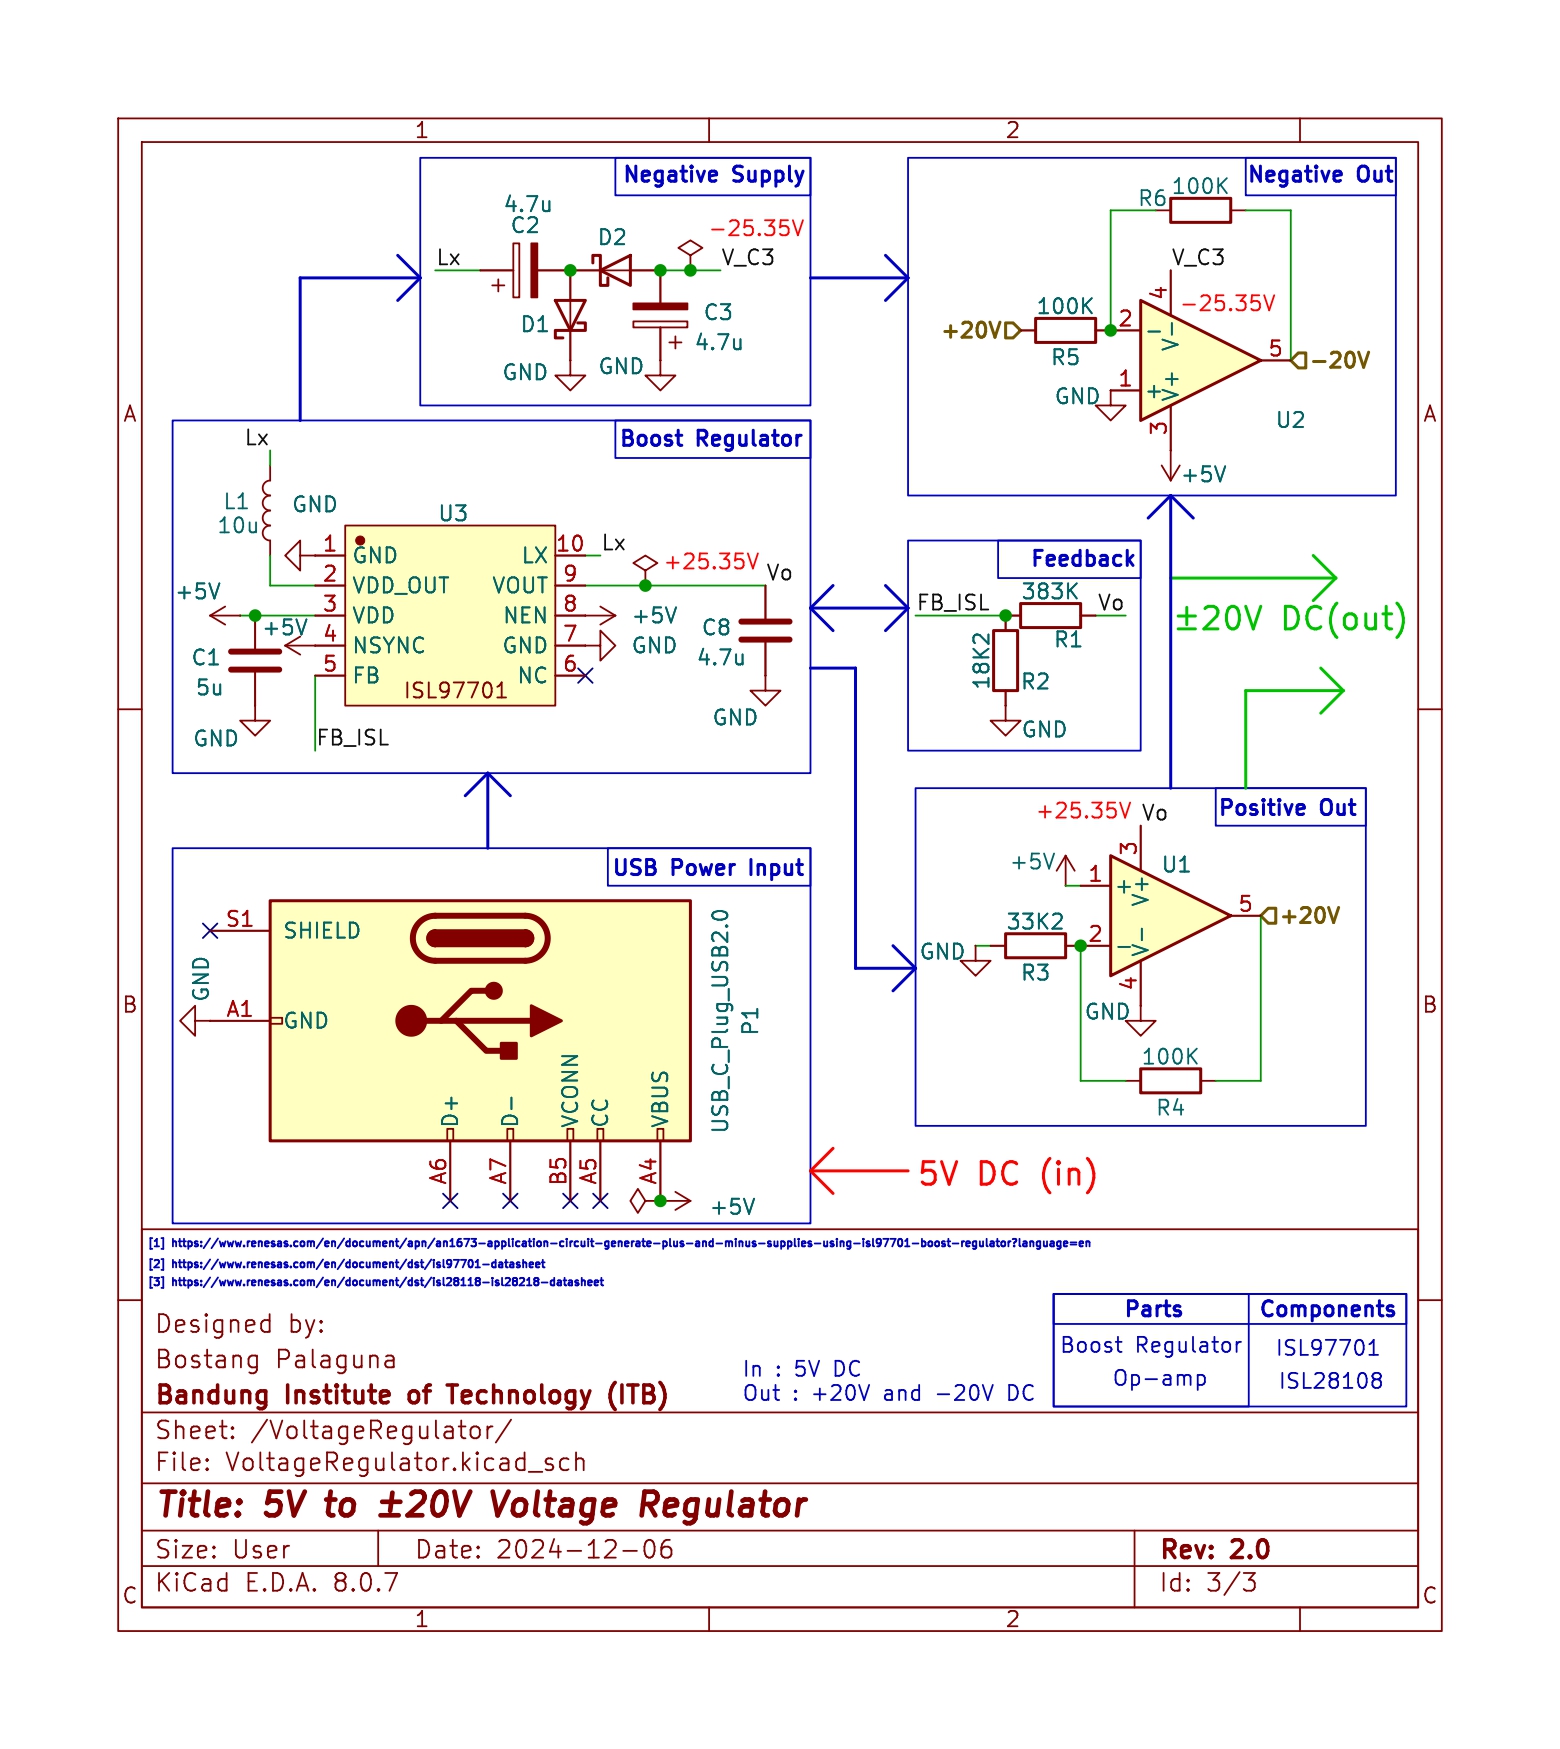 1
2
Negative Supply
4.7u
C2
Lx
+
D2
-25.35V
V_C3
D1
GND
C3
4.7u
+
GND
Negative Out
R6
100K
V_C3
-25.35V
100K
+20V
R5
2
-
V-
4
5
-20V
GND
1
+
V+
3
U2
+5V
A
A
Boost Regulator
Lx
L1
10u
GND
U3
1
GND
2
VDD_OUT
3
VDD
4
NSYNC
5
FB
ISL97701
10
LX
9
VOUT
8
NEN
7
GND
6
NC
Lx
+25.35V
Vo
+5V
+5V
+5V
GND
C1
5u
GND
FB_ISL
C8
4.7u
GND
Feedback
FB_ISL
383K
Vo
R1
18K2
R2
GND
±20V DC(out)
Positive Out
+25.35V
Vo
+5V
U1
1
+
V+
3
5
+20V
33K2
GND
R3
2
-
V-
4
GND
100K
R4
USB Power Input
S1
SHIELD
GND
A1
GND
D+
D-
VCONN
CC
VBUS
A6
A7
B5
A5
A4
+5V
USB_C_Plug_USB2.0
P1
B
B
5V DC (in)
[1] https://www.renesas.com/en/document/apn/an1673-application-circuit-generate-plus-and-minus-supplies-using-isl97701-boost-regulator?language=en
[2] https://www.renesas.com/en/document/dst/isl97701-datasheet
[3] https://www.renesas.com/en/document/dst/isl28118-isl28218-datasheet
Designed by:
Bostang Palaguna
Bandung Institute of Technology (ITB)
In : 5V DC
Out : +20V and -20V DC
Parts Components
Boost Regulator ISL97701
Op-amp ISL28108
Sheet: /VoltageRegulator/
File: VoltageRegulator.kicad_sch
Title: 5V to ±20V Voltage Regulator
Size: User
Date: 2024-12-06
Rev: 2.0
KiCad E.D.A. 8.0.7
Id: 3/3
C
C
1
2